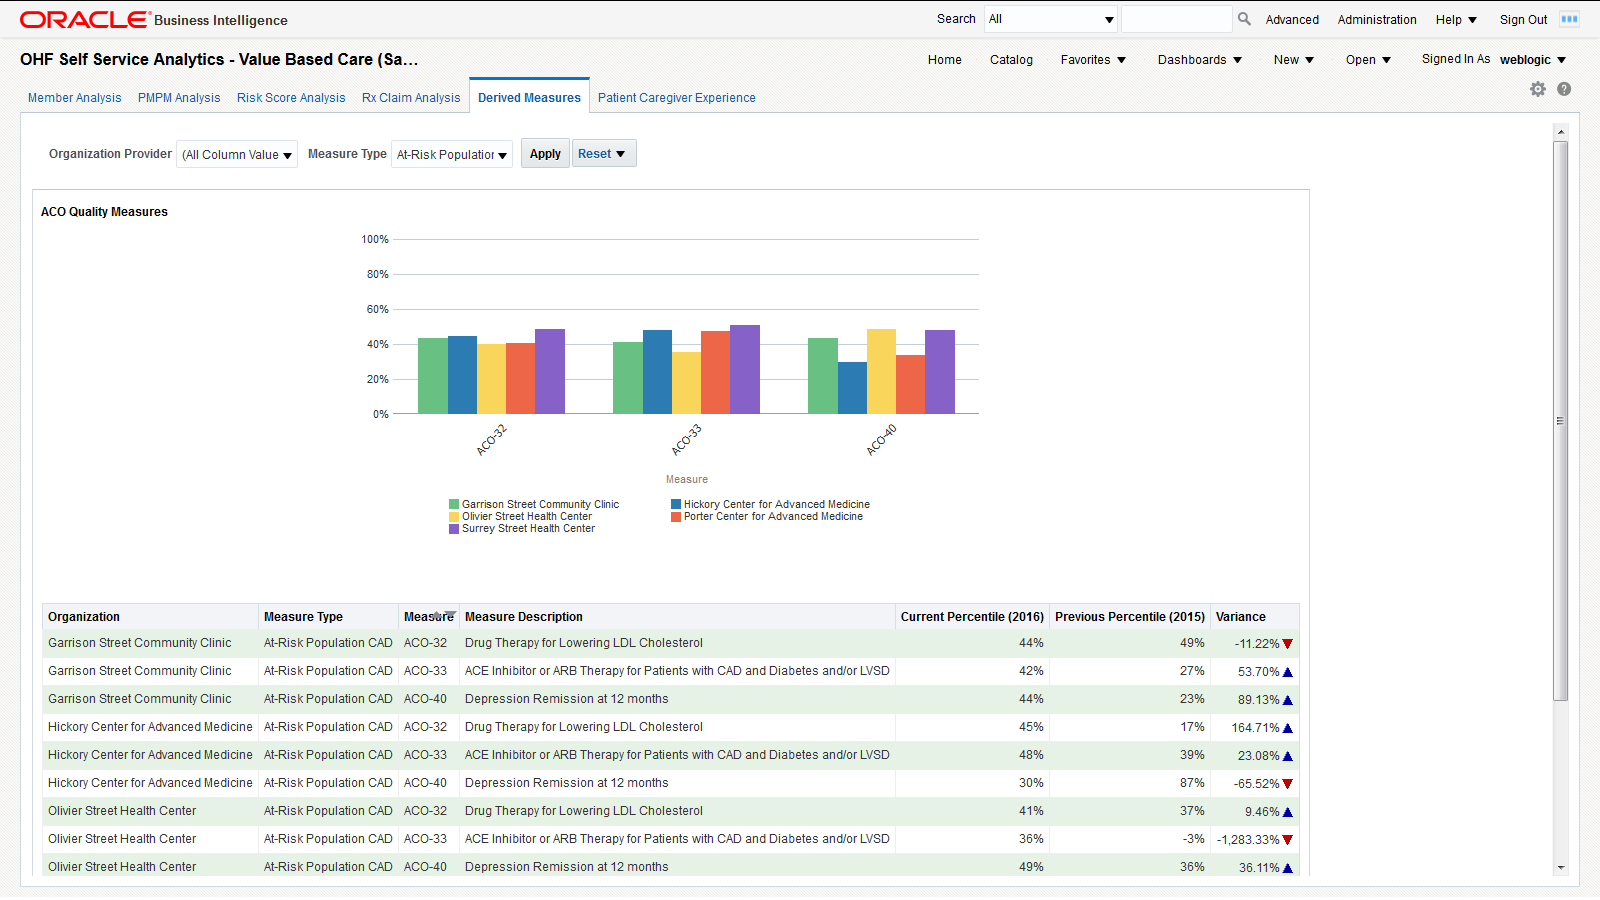 ORACLE Business Intelligence
Search All Advanced Administration Help Sign Out
OHF Self Service Analytics - Value Based Care (Sa...
Home Catalog Favorites Dashboards New Open Signed In As weblogic
Member Analysis PMPM Analysis Risk Score Analysis Rx Claim Analysis Derived Measures Patient Caregiver Experience
Organization Provider (All Column Value Measure Type At-Risk Population Apply Reset
ACO Quality Measures
100%
80%
60%
40%
20%
0%
ACO-32 ACO-33 ACO-40
Measure
Garrison Street Community Clinic Hickory Center for Advanced Medicine
Olivier Street Health Center Porter Center for Advanced Medicine
Surrey Street Health Center
Organization Measure Type Measure Measure Description Current Percentile (2016) Previous Percentile (2015) Variance
Garrison Street Community Clinic At-Risk Population CAD ACO-32 Drug Therapy for Lowering LDL Cholesterol 44% 49% -11.22%
Garrison Street Community Clinic At-Risk Population CAD ACO-33 ACE Inhibitor or ARB Therapy for Patients with CAD and Diabetes and/or LVSD 42% 27% 53.70%
Garrison Street Community Clinic At-Risk Population CAD ACO-40 Depression Remission at 12 months 44% 23% 89.13%
Hickory Center for Advanced Medicine At-Risk Population CAD ACO-32 Drug Therapy for Lowering LDL Cholesterol 45% 17% 164.71%
Hickory Center for Advanced Medicine At-Risk Population CAD ACO-33 ACE Inhibitor or ARB Therapy for Patients with CAD and Diabetes and/or LVSD 48% 39% 23.08%
Hickory Center for Advanced Medicine At-Risk Population CAD ACO-40 Depression Remission at 12 months 30% 87% -65.52%
Olivier Street Health Center At-Risk Population CAD ACO-32 Drug Therapy for Lowering LDL Cholesterol 41% 37% 9.46%
Olivier Street Health Center At-Risk Population CAD ACO-33 ACE Inhibitor or ARB Therapy for Patients with CAD and Diabetes and/or LVSD 36% -3% -1,283.33%
Olivier Street Health Center At-Risk Population CAD ACO-40 Depression Remission at 12 months 49% 36% 36.11%